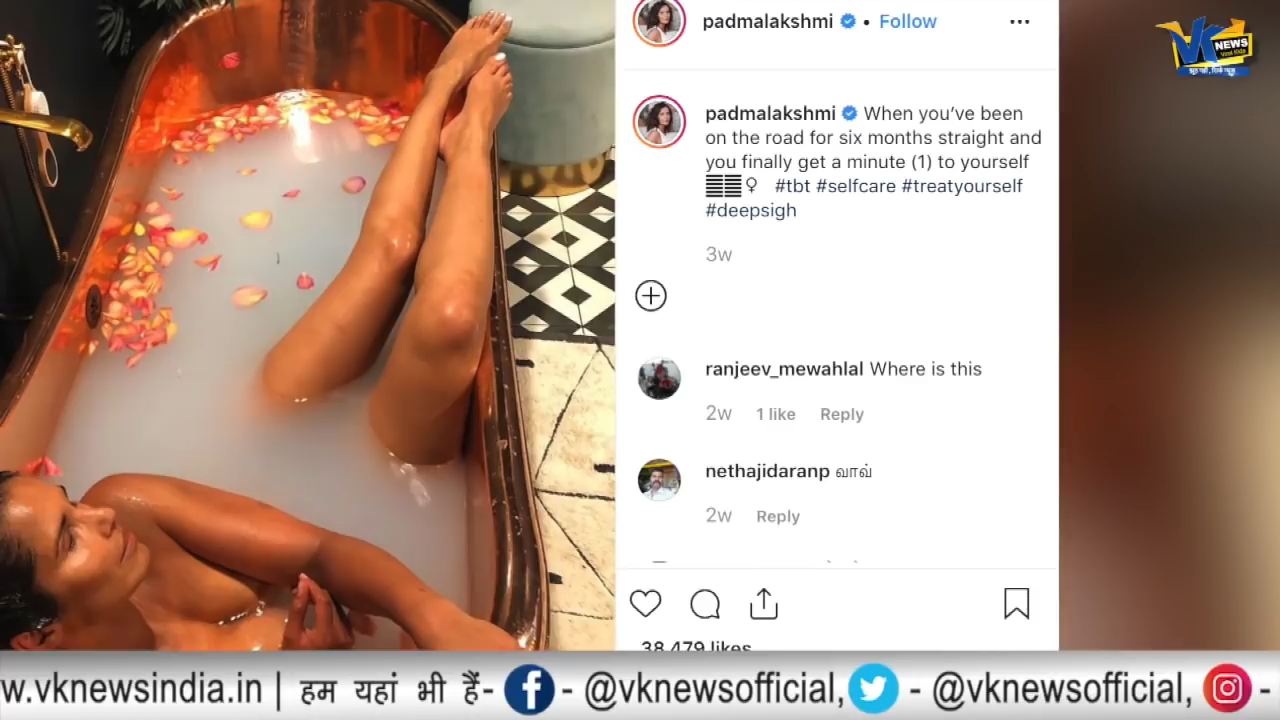 padmalakshmi • Follow
padmalakshmi When you’ve been
on the road for six months straight and
you finally get a minute (1) to yourself
♀ #tbt #selfcare #treatyourself
#deepsigh
3w
ranjeev_mewahlal Where is this
2w 1 like Reply
nethajidaranp வாவ்
2w Reply
38,479 likes
VK NEWS
w.vknewsindia.in | हम यहां भी हैं- - @vknewsofficial, - @vknewsofficial, -